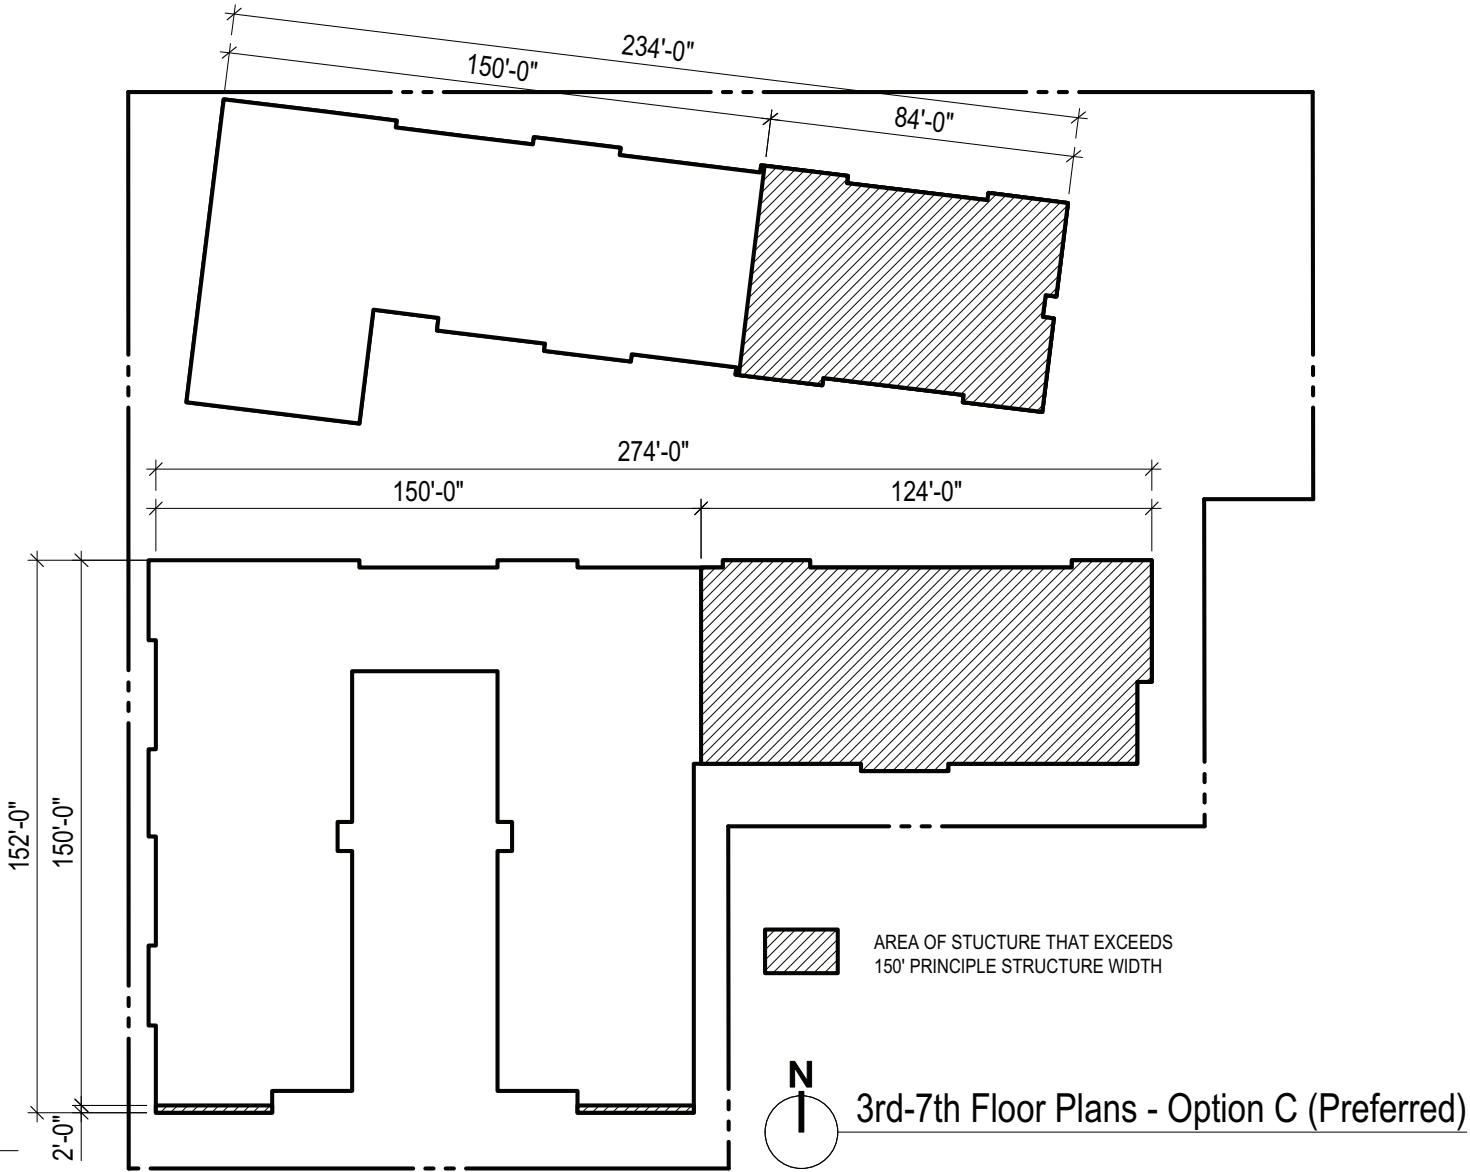 234'-0"
150'-0"
84'-0"
274'-0"
150'-0"
124'-0"
152'-0"
150'-0"
2'-0"
AREA OF STUCTURE THAT EXCEEDS
150' PRINCIPLE STRUCTURE WIDTH
N
3rd-7th Floor Plans - Option C (Preferred)